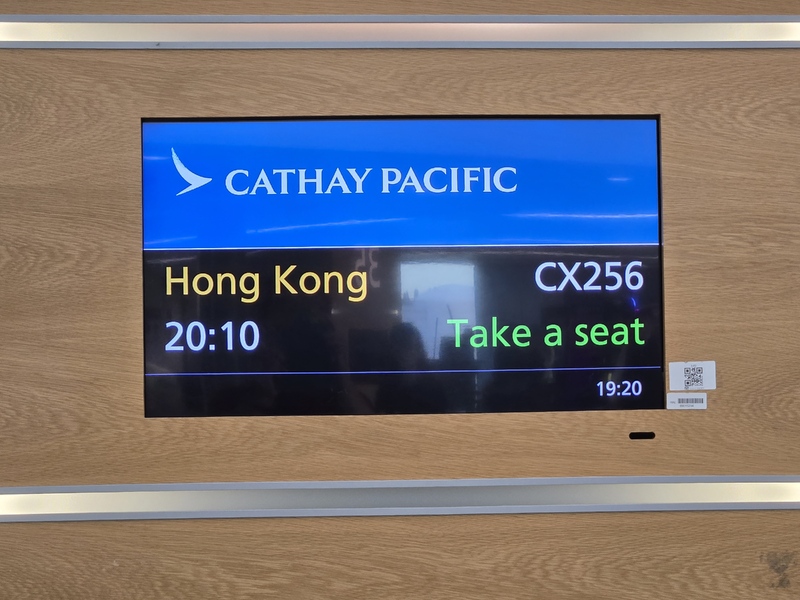 CATHAY PACIFIC
Hong Kong CX256
20:10 Take a seat
19:20